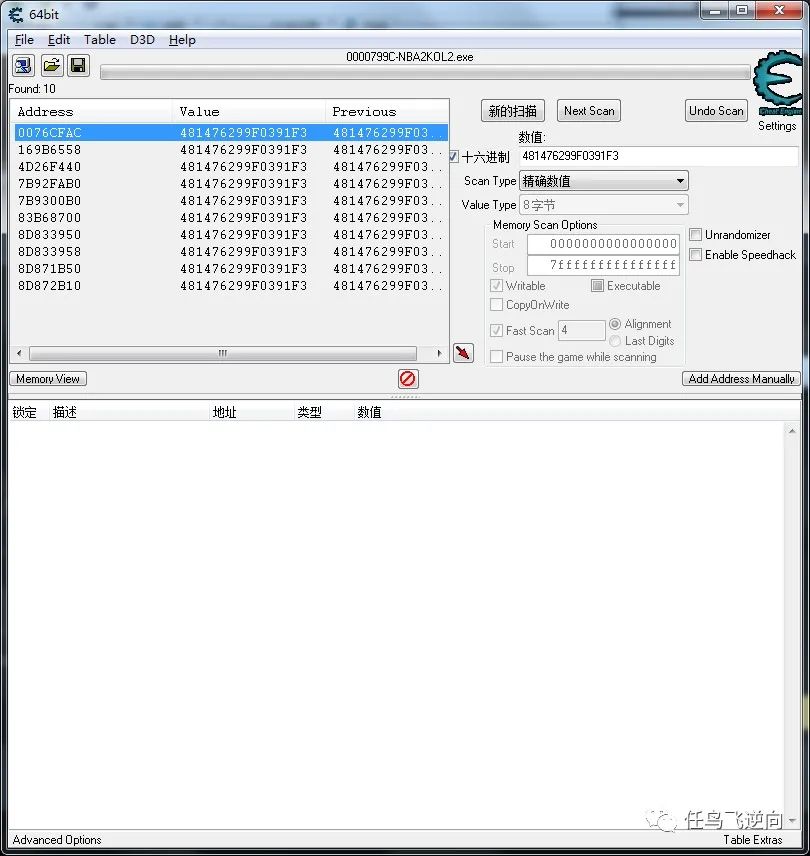 64bit
File Edit Table D3D Help
0000799C-NBA2KOL2.exe
Found: 10
Address Value Previous
0076CFAC 481476299F0391F3 481476299F03...
169B6558 481476299F0391F3 481476299F03...
4D26F440 481476299F0391F3 481476299F03...
7B92FAB0 481476299F0391F3 481476299F03...
7B9300B0 481476299F0391F3 481476299F03...
83B68700 481476299F0391F3 481476299F03...
8D833950 481476299F0391F3 481476299F03...
8D833958 481476299F0391F3 481476299F03...
8D871B50 481476299F0391F3 481476299F03...
8D872B10 481476299F0391F3 481476299F03...
新的扫描 Next Scan Undo Scan
Cheat Engine
Settings
数值:
十六进制 481476299F0391F3
Scan Type 精确数值
Value Type 8字节
Memory Scan Options
Start 0000000000000000
Stop 7fffffffffffffff
Writable Executable
CopyOnWrite
Fast Scan 4 Alignment
Last Digits
Pause the game while scanning
Unrandomizer
Enable Speedhack
Memory View Add Address Manually
锁定 描述 地址 类型 数值
任鸟飞逆向
Advanced Options Table Extras